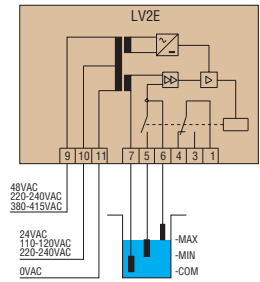 LV2E
9 10 11 7 5 6 4 3 1
48VAC
220-240VAC
380-415VAC
24VAC
110-120VAC
220-240VAC
0VAC
-MAX
-MIN
-COM